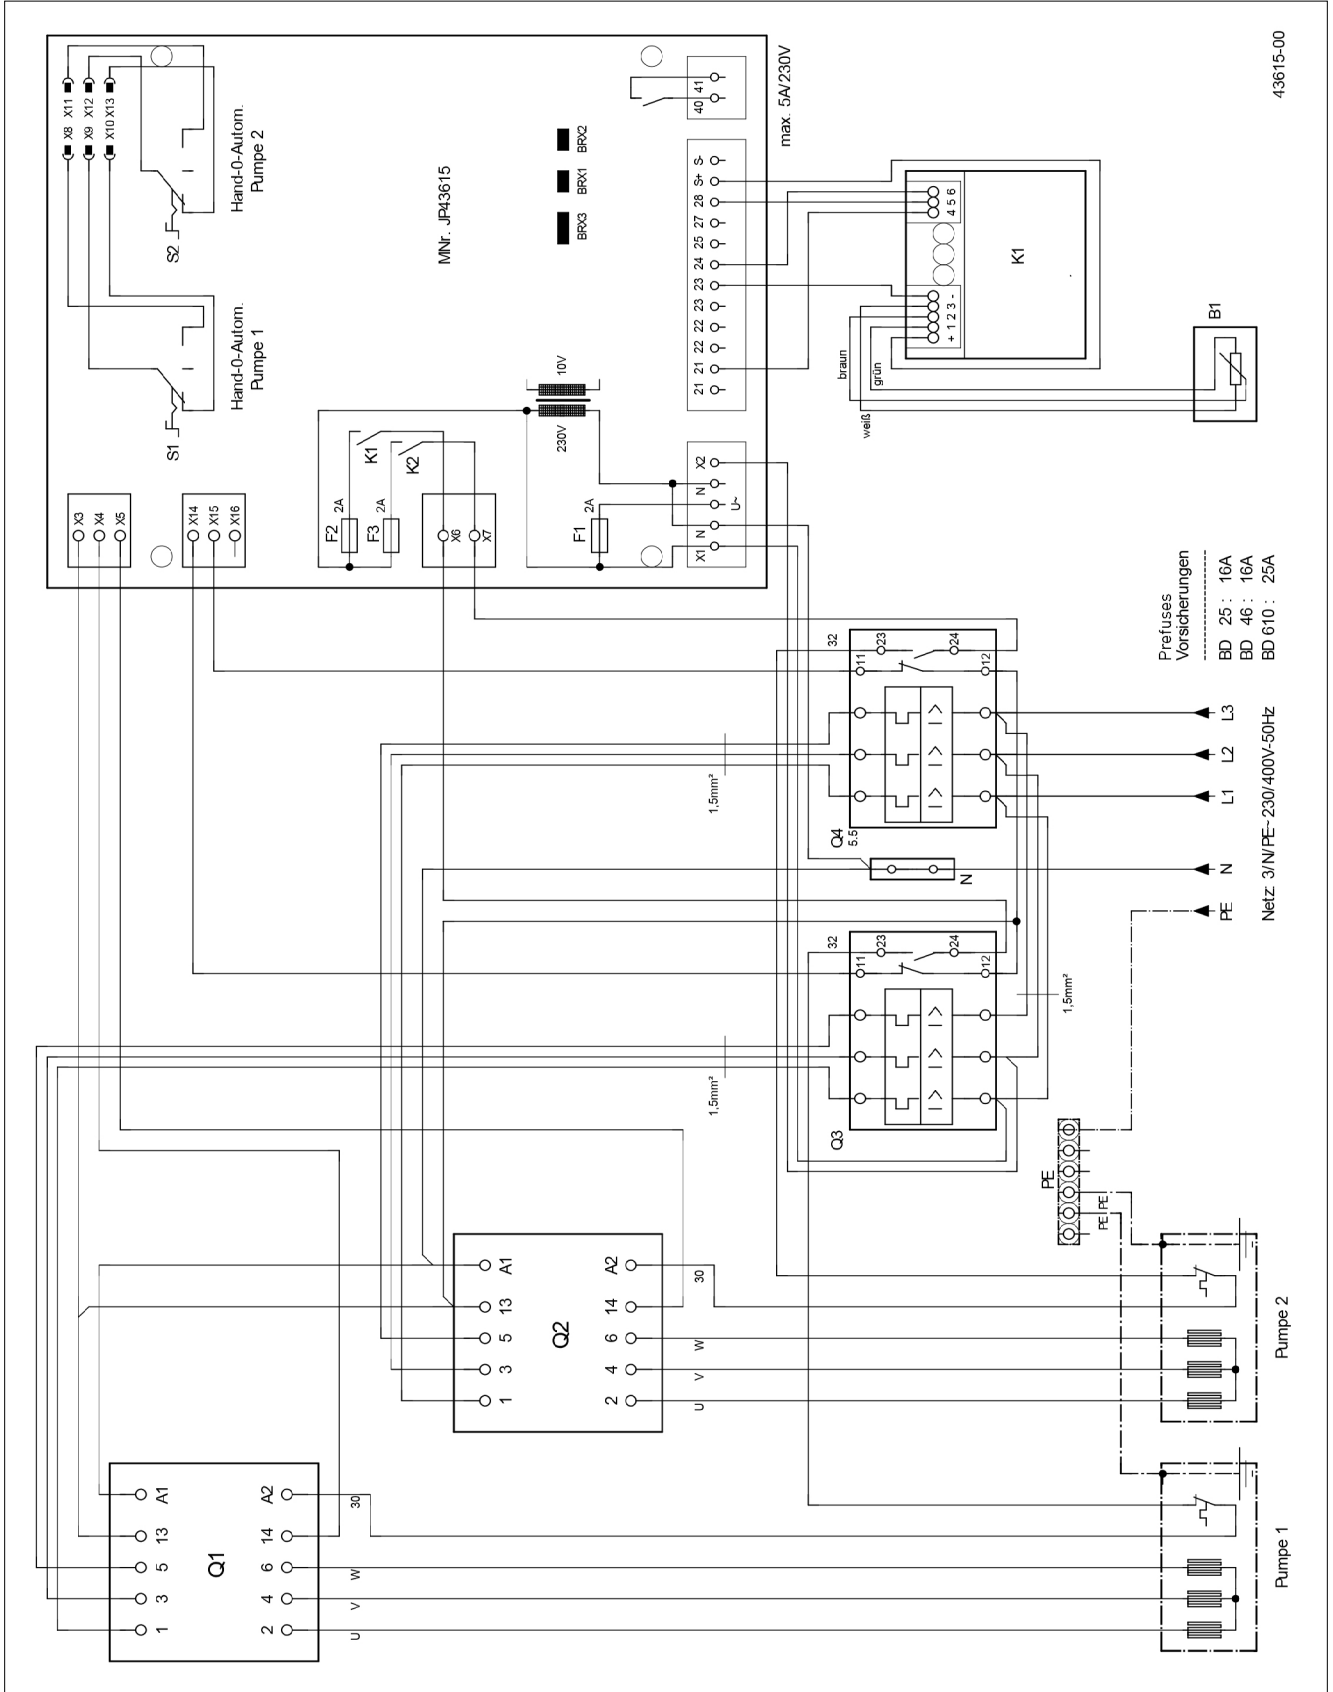 X8 X11
X9 X12
X10 X13
S2
Hand-0-Autom.
Pumpe 2
S1
Hand-0-Autom.
Pumpe 1
MNr. JP43615
BRX3
BRX1
BRX2
40 41
max. 5A/230V
43615-00
X3
X4
X5
X14
X15
X16
F2
2A
F3
2A
K1
K2
X6
X7
F1
2A
230V
10V
X1
N
U~
N
X2
21
21
22
22
23
23
24
25
27
28
S+
S-
K1
+ 1 2 3 -
4 5 6
braun
grün
weiß
B1
Prefuses
Vorsicherungen
BD 25 : 16A
BD 46 : 16A
BD 610 : 25A
Q4
5.5
32
11
23
24
12
1,5mm²
N
Q3
32
11
23
24
12
1,5mm²
1,5mm²
PE
N
L1
L2
L3
Netz: 3/N/PE~230/400V-50Hz
PE
PE
PE
Q2
1
3
5
13
A1
2
4
6
14
A2
U
V
W
30
Q1
1
3
5
13
A1
2
4
6
14
A2
U
V
W
30
Pumpe 1
Pumpe 2